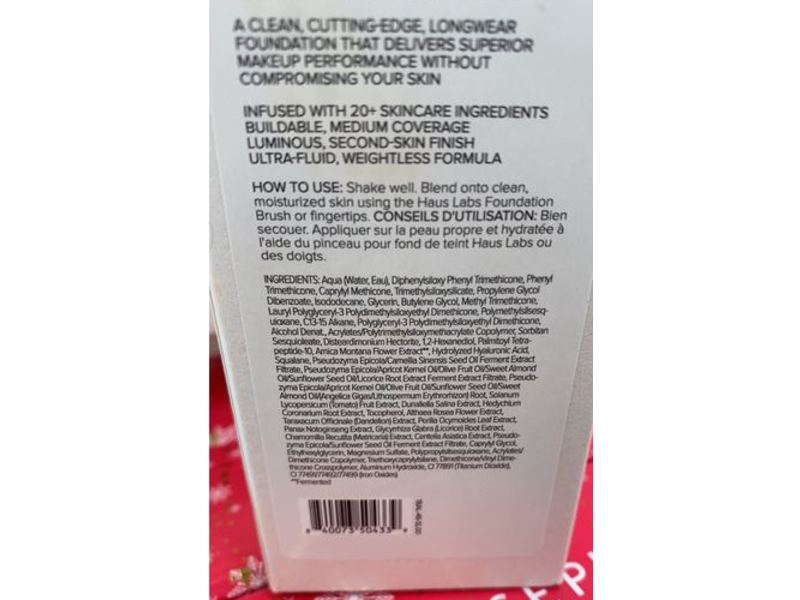 A CLEAN, CUTTING-EDGE, LONGWEAR
FOUNDATION THAT DELIVERS SUPERIOR
MAKEUP PERFORMANCE WITHOUT
COMPROMISING YOUR SKIN
INFUSED WITH 20+ SKINCARE INGREDIENTS
BUILDABLE, MEDIUM COVERAGE
LUMINOUS, SECOND-SKIN FINISH
ULTRA-FLUID, WEIGHTLESS FORMULA
HOW TO USE: Shake well. Blend onto clean,
moisturized skin using the Haus Labs Foundation
Brush or fingertips. CONSEILS D'UTILISATION: Bien
secouer. Appliquer sur la peau propre et hydratée à
l'aide du pinceau pour fond de teint Haus Labs ou
des doigts.
INGREDIENTS: Aqua (Water, Eau), Diphenylsiloxy Phenyl Trimethicone, Phenyl
Trimethicone, Caprylyl Methicone, Trimethylsiloxysilicate, Propylene Glycol
Dibenzoate, Isododecane, Glycerin, Butylene Glycol, Methyl Trimethicone,
Lauryl Polyglyceryl-3 Polydimethylsiloxyethyl Dimethicone, Polymethylsilsesq-
uioxane, C13-15 Alkane, Polyglyceryl-3 Polydimethylsiloxyethyl Dimethicone,
Alcohol Denat., Acrylates/Polytrimethylsiloxymethacrylate Copolymer, Sorbitan
Sesquioleate, Disteardimonium Hectorite, 1,2-Hexanediol, Palmitoyl Tetra-
peptide-10, Arnica Montana Flower Extract**, Hydrolyzed Hyaluronic Acid,
Squalane, Pseudozyma Epicola/Camellia Sinensis Seed Oil Ferment Extract
Filtrate, Pseudozyma Epicola/Apricot Kernel Oil/Olive Fruit Oil/Sweet Almond
Oil/Sunflower Seed Oil/Licorice Root Extract Ferment Extract Filtrate, Pseudo-
zyma Epicola/Apricot Kernel Oil/Olive Fruit Oil/Sunflower Seed Oil/Sweet
Almond Oil/Angelica Gigas/Lithospermum Erythrorhizon) Root, Solanum
Lycopersicum (Tomato) Fruit Extract, Dunaliella Salina Extract, Hedychium
Coronarium Root Extract, Tocopherol, Althaea Rosea Flower Extract,
Taraxacum Officinale (Dandelion) Extract, Perilla Ocymoides Leaf Extract,
Panax Notoginseng Extract, Glycyrrhiza Glabra (Licorice) Root Extract,
Chamomilla Recutita (Matricaria) Extract, Centella Asiatica Extract, Pseudo-
zyma Epicola/Sunflower Seed Oil Ferment Extract Filtrate, Caprylyl Glycol,
Ethylhexylglycerin, Magnesium Sulfate, Polypropylsilsesquioxane, Acrylates/
Dimethicone Copolymer, Triethoxycaprylylsilane, Dimethicone/Vinyl Dime-
thicone Crosspolymer, Aluminum Hydroxide, CI 77891 (Titanium Dioxide),
CI 77491/77492/77499 (Iron Oxides)
**Fermented
8 40073 50433 9